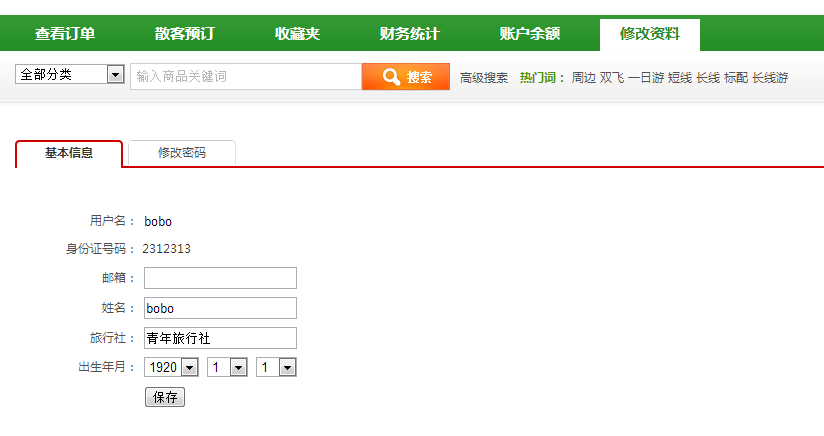 查看订单 散客预订 收藏夹 财务统计 账户余额 修改资料
全部分类 输入商品关键词 搜索 高级搜索 热门词： 周边 双飞 一日游 短线 长线 标配 长线游
基本信息 修改密码
用户名： bobo
身份证号码： 2312313
邮箱：
姓名： bobo
旅行社： 青年旅行社
出生年月： 1920 1 1
保存